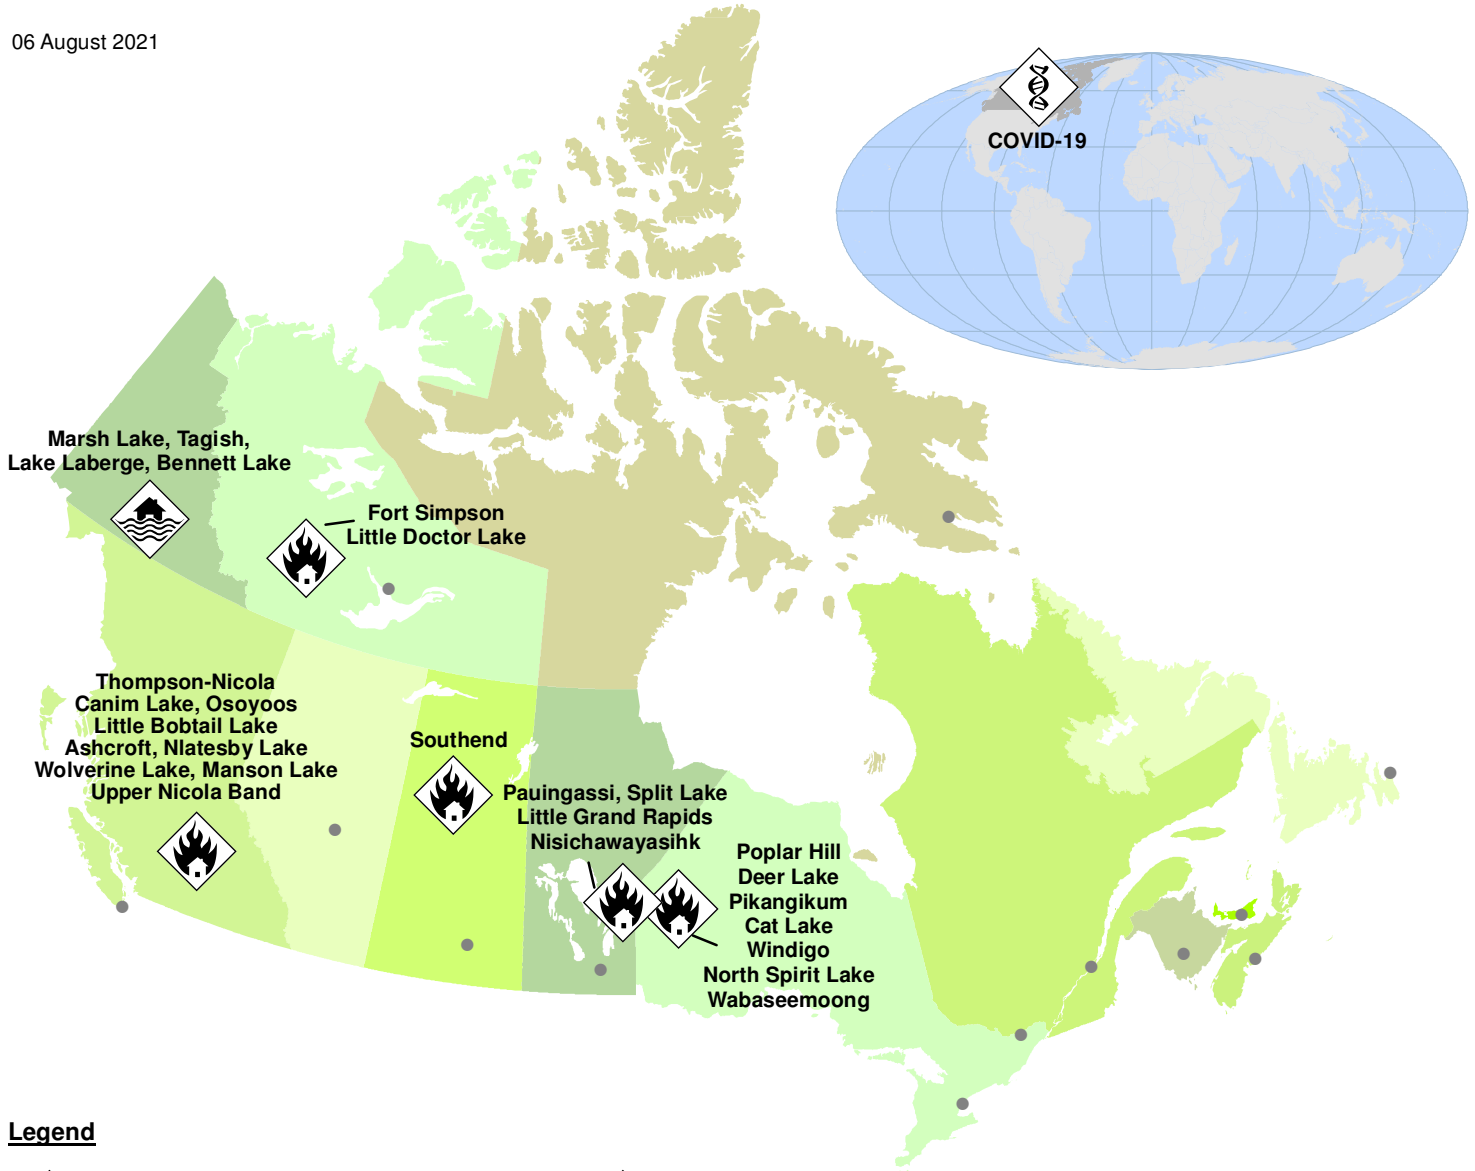 06 August 2021
COVID-19
Marsh Lake, Tagish,
Lake Laberge, Bennett Lake
Fort Simpson
Little Doctor Lake
Thompson-Nicola
Canim Lake, Osoyoos
Little Bobtail Lake
Ashcroft, Nlatesby Lake
Wolverine Lake, Manson Lake
Upper Nicola Band
Southend
Pauingassi, Split Lake
Little Grand Rapids
Nisichawayasihk
Poplar Hill
Deer Lake
Pikangikum
Cat Lake
Windigo
North Spirit Lake
Wabaseemoong
Legend